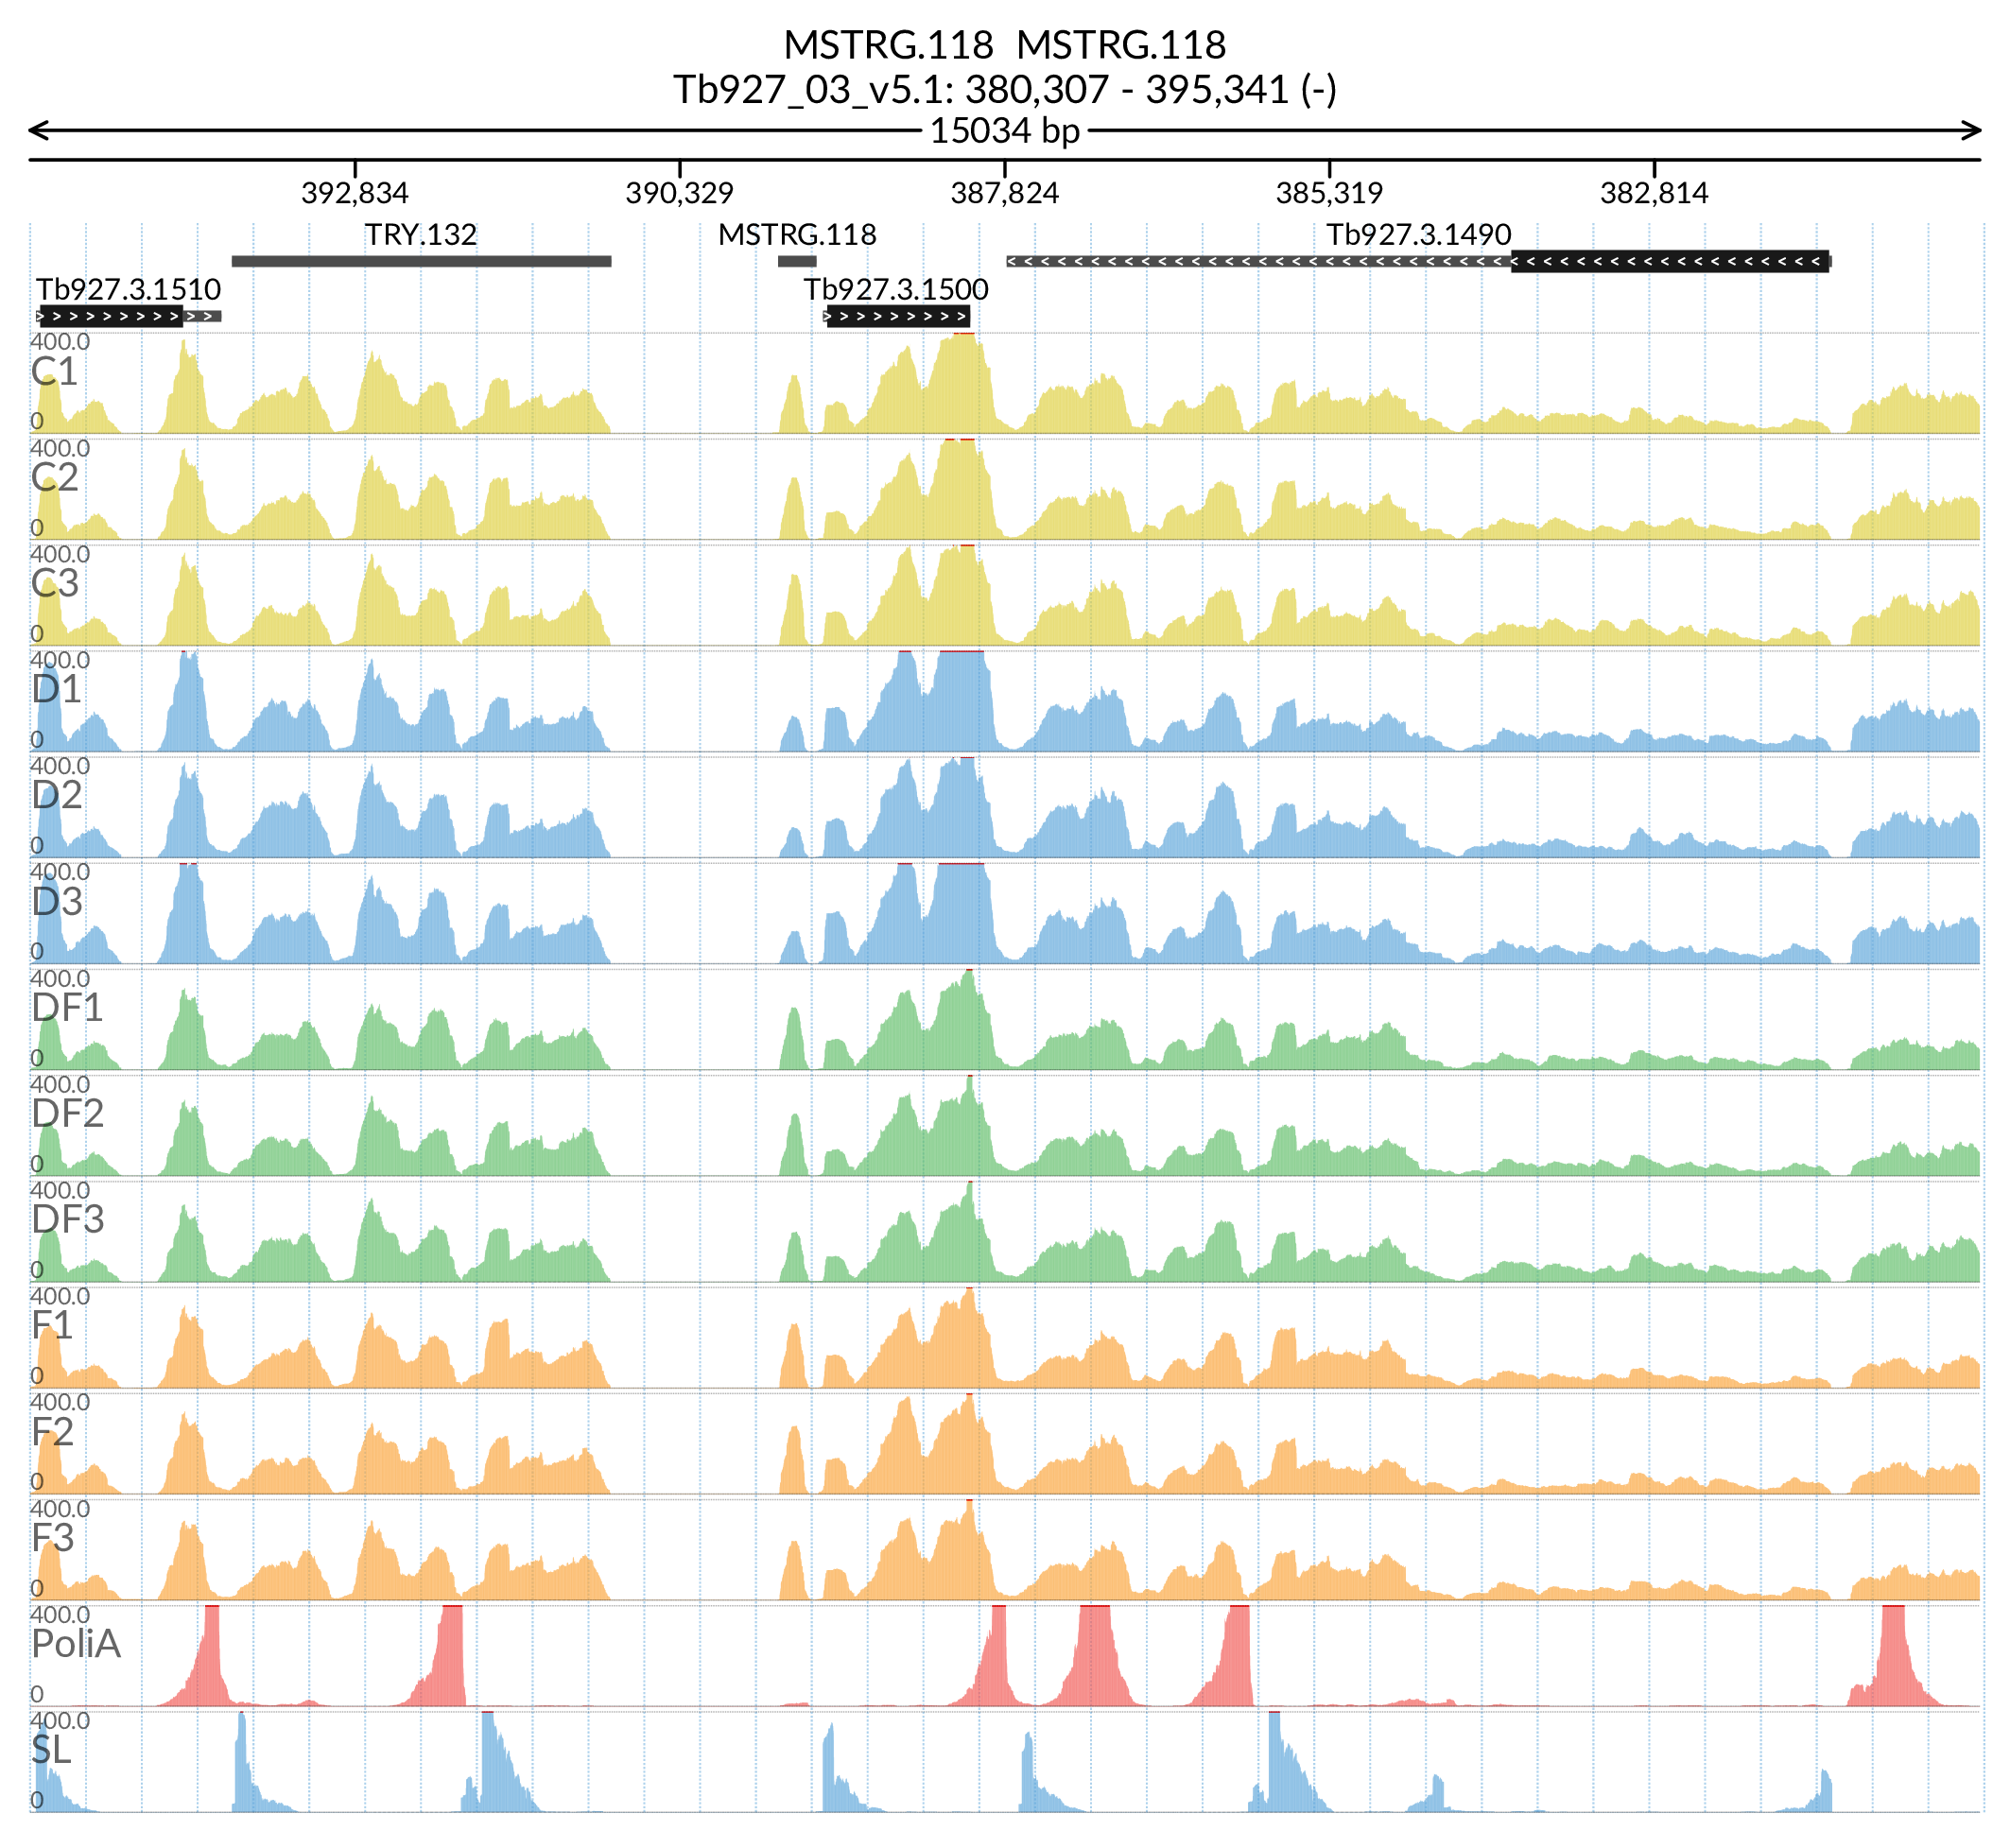 MSTRG.118 MSTRG.118
Tb927_03_v5.1: 380,307 - 395,341 (-)
15034 bp
392,834 390,329 387,824 385,319 382,814
TRY.132 MSTRG.118 Tb927.3.1490
Tb927.3.1510 Tb927.3.1500
400.0
C1
0
400.0
C2
0
400.0
C3
0
400.0
D1
0
400.0
D2
0
400.0
D3
0
400.0
DF1
0
400.0
DF2
0
400.0
DF3
0
400.0
F1
0
400.0
F2
0
400.0
F3
0
400.0
PoliA
0
400.0
SL
0